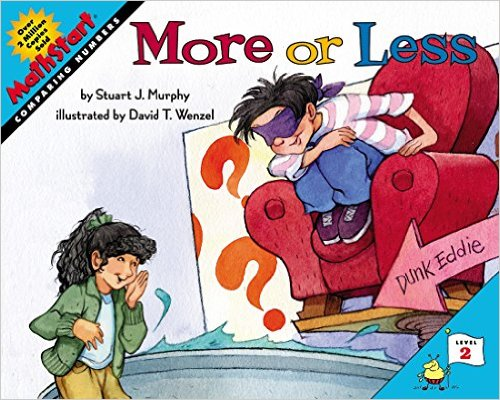 Over
2 Million
Copies
Sold
MathStart
COMPARING NUMBERS
More or Less
by Stuart J. Murphy
illustrated by David T. Wenzel
? 
?
DUNK Eddie
LEVEL
2